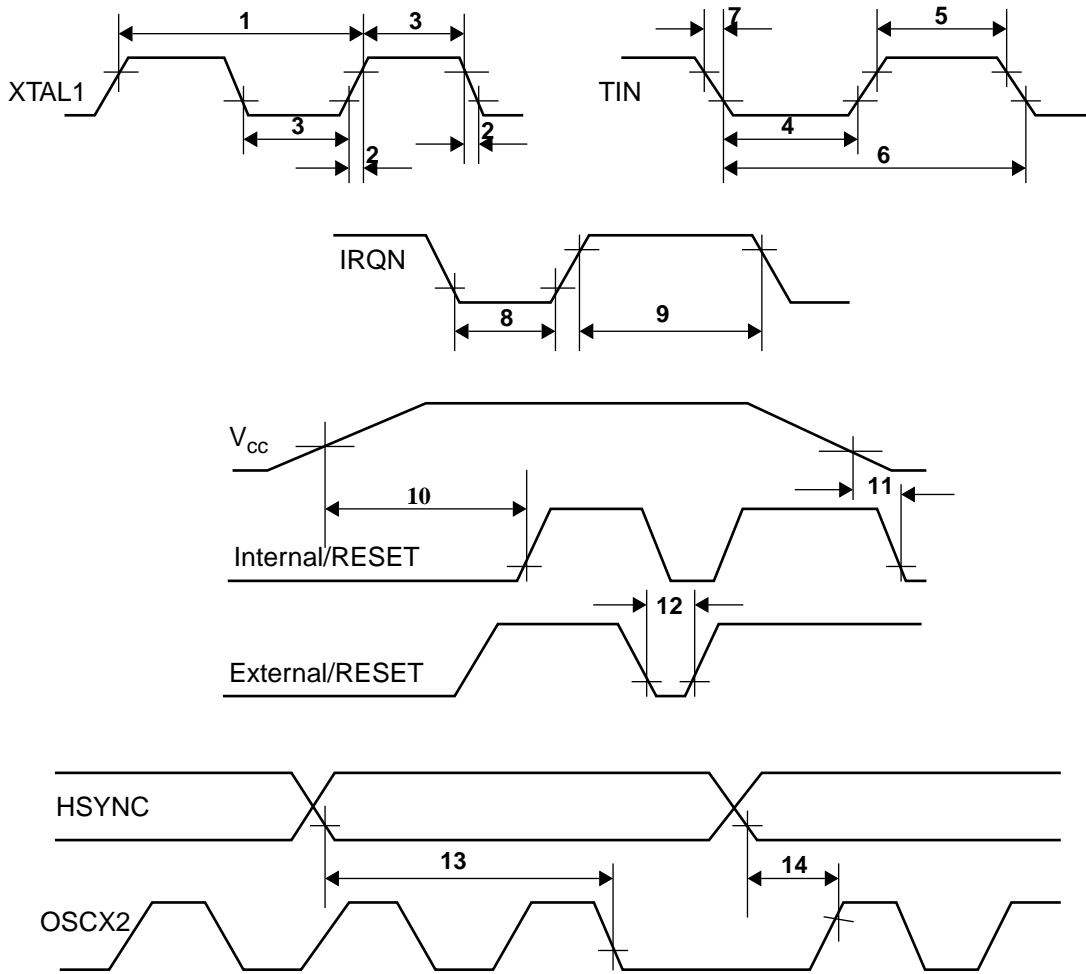 1 3 7 5
XTAL1 TIN
3 2 4
2 6
IRQN
8 9
Vcc
10 11
Internal/RESET
12
External/RESET
HSYNC
13 14
OSCX2